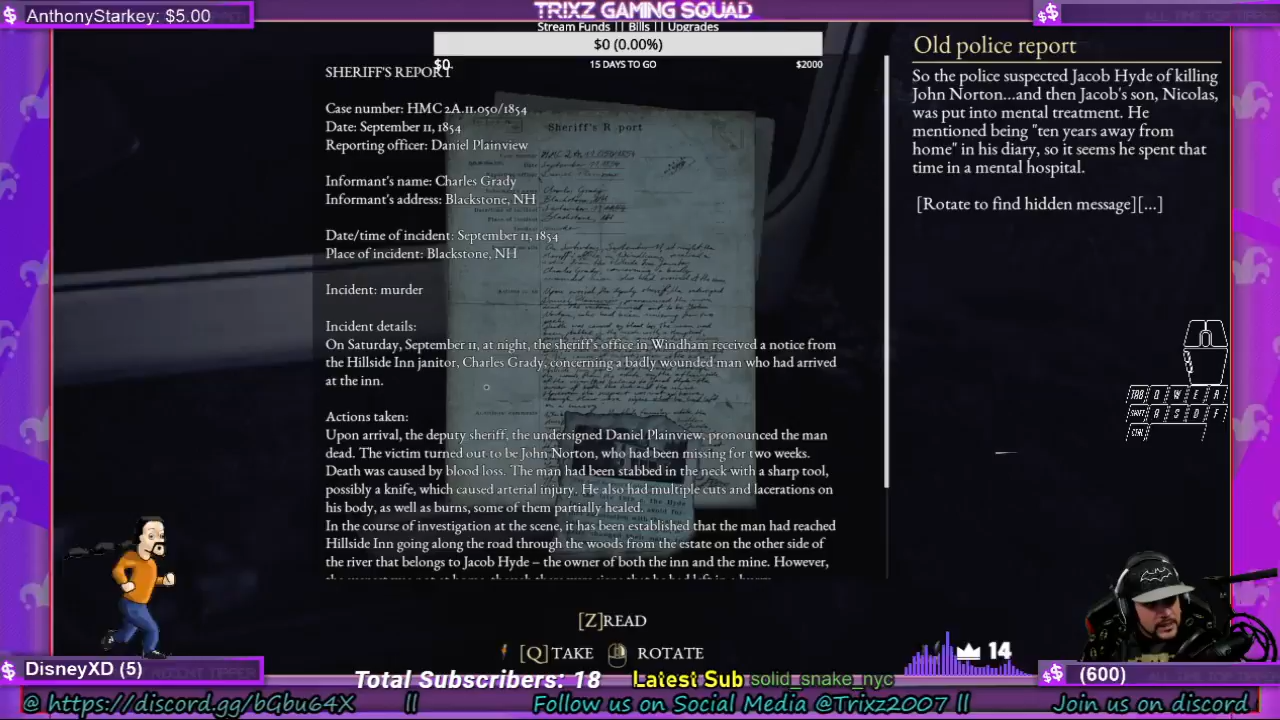 AnthonyStarkey: $5.00
TRIXZ GAMING SQUAD
Stream Funds || Bills || Upgrades
$0 (0.00%)
$0
15 DAYS TO GO
$2000
Old police report
So the police suspected Jacob Hyde of killing
John Norton...and then Jacob's son, Nicolas,
was put into mental treatment. He
mentioned being "ten years away from
home" in his diary, so it seems he spent that
time in a mental hospital.
[Rotate to find hidden message][...]
SHERIFF'S REPORT
Case number: HMC 2A.11.050/1854
Date: September 11, 1854
Reporting officer: Daniel Plainview
Informant's name: Charles Grady
Informant's address: Blackstone, NH
Date/time of incident: September 11, 1854
Place of incident: Blackstone, NH
Incident: murder
Incident details:
On Saturday, September 11, at night, the sheriff's office in Windham received a notice from
the Hillside Inn janitor, Charles Grady, concerning a badly wounded man who had arrived
at the inn.
Actions taken:
Upon arrival, the deputy sheriff, the undersigned Daniel Plainview, pronounced the man
dead. The victim turned out to be John Norton, who had been missing for two weeks.
Death was caused by blood loss. The man had been stabbed in the neck with a sharp tool,
possibly a knife, which caused arterial injury. He also had multiple cuts and lacerations on
his body, as well as burns, some of them partially healed.
In the course of investigation at the scene, it has been established that the man had reached
Hillside Inn going along the road through the woods from the estate on the other side of
the river that belongs to Jacob Hyde – the owner of both the inn and the mine. However,
Sheriff's R port
TAB Q W E R
SHIFT A S D F
[Z]READ
[Q] TAKE
ROTATE
14
DisneyXD (5)
Total Subscribers: 18
Latest Sub solid_snake_nyc
(600)
@ https://discord.gg/bGbu64X || Follow us on Social Media @Trixz2007 || Join us on discord